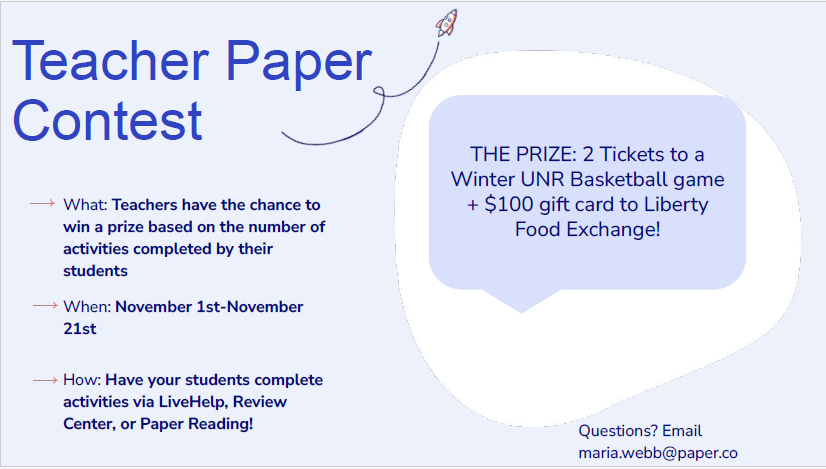 Teacher Paper
Contest
What: Teachers have the chance to
win a prize based on the number of
activities completed by their
students
When: November 1st-November
21st
How: Have your students complete
activities via LiveHelp, Review
Center, or Paper Reading!
THE PRIZE: 2 Tickets to a
Winter UNR Basketball game
+ $100 gift card to Liberty
Food Exchange!
Questions? Email
maria.webb@paper.co